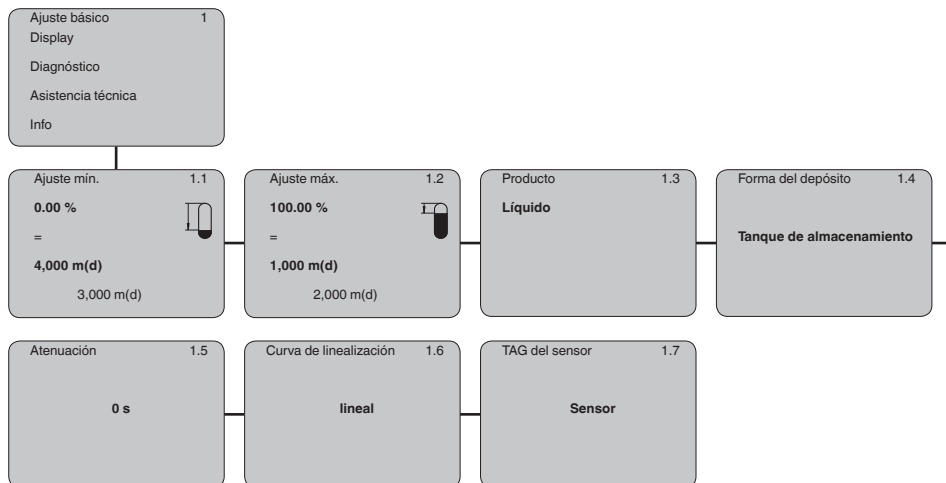 Ajuste básico 1
Display
Diagnóstico
Asistencia técnica
Info
Ajuste mín. 1.1
0.00 %
=
4,000 m(d)
3,000 m(d)
Ajuste máx. 1.2
100.00 %
=
1,000 m(d)
2,000 m(d)
Producto 1.3
Líquido
Forma del depósito 1.4
Tanque de almacenamiento
Atenuación 1.5
0 s
Curva de linealización 1.6
lineal
TAG del sensor 1.7
Sensor